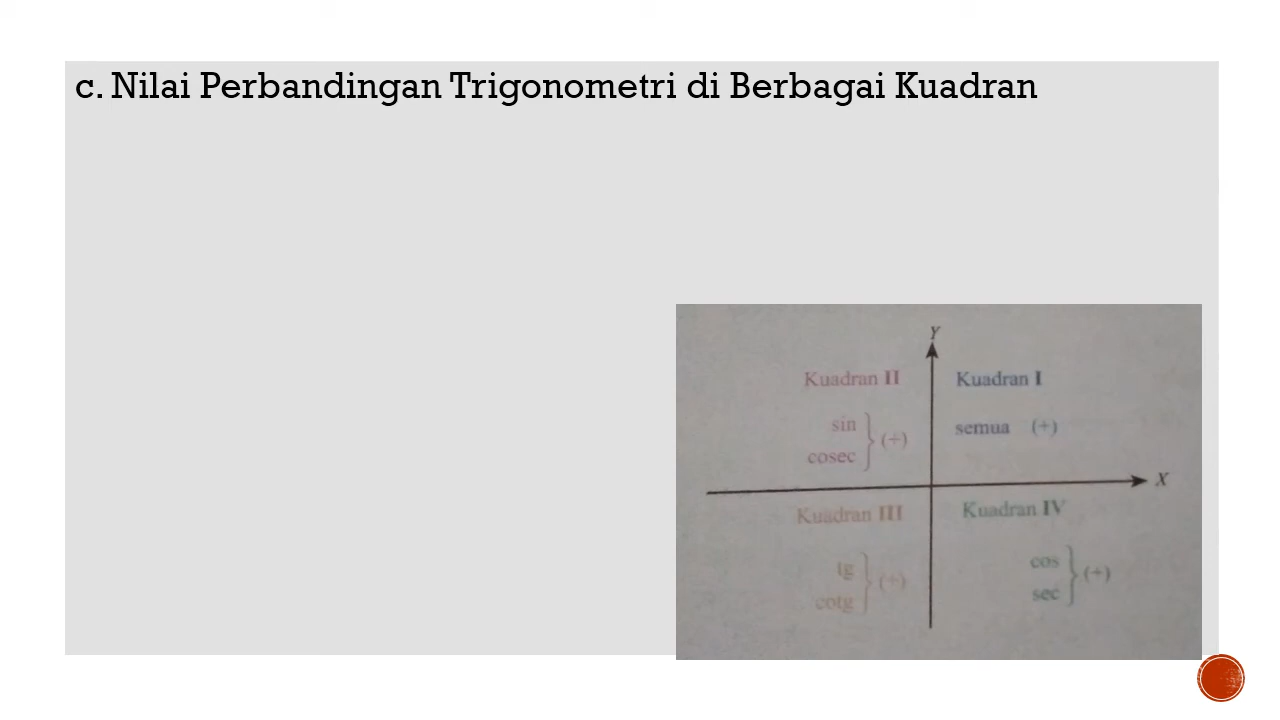 c. Nilai Perbandingan Trigonometri di Berbagai Kuadran
Y
Kuadran II
Kuadran I
sin
cosec
(+)
semua (+)
X
Kuadran III
Kuadran IV
tg
cotg
(+)
cos
sec
(+)